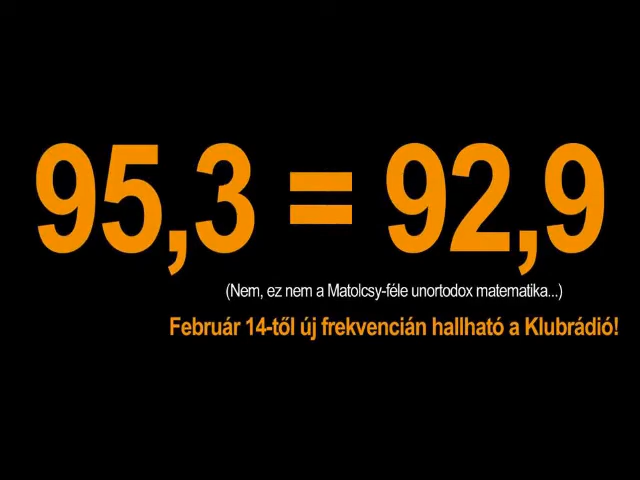 95,3 = 92,9
(Nem, ez nem a Matolcsy-féle unortodox matematika...)
Február 14-től új frekvencián hallható a Klubrádió!